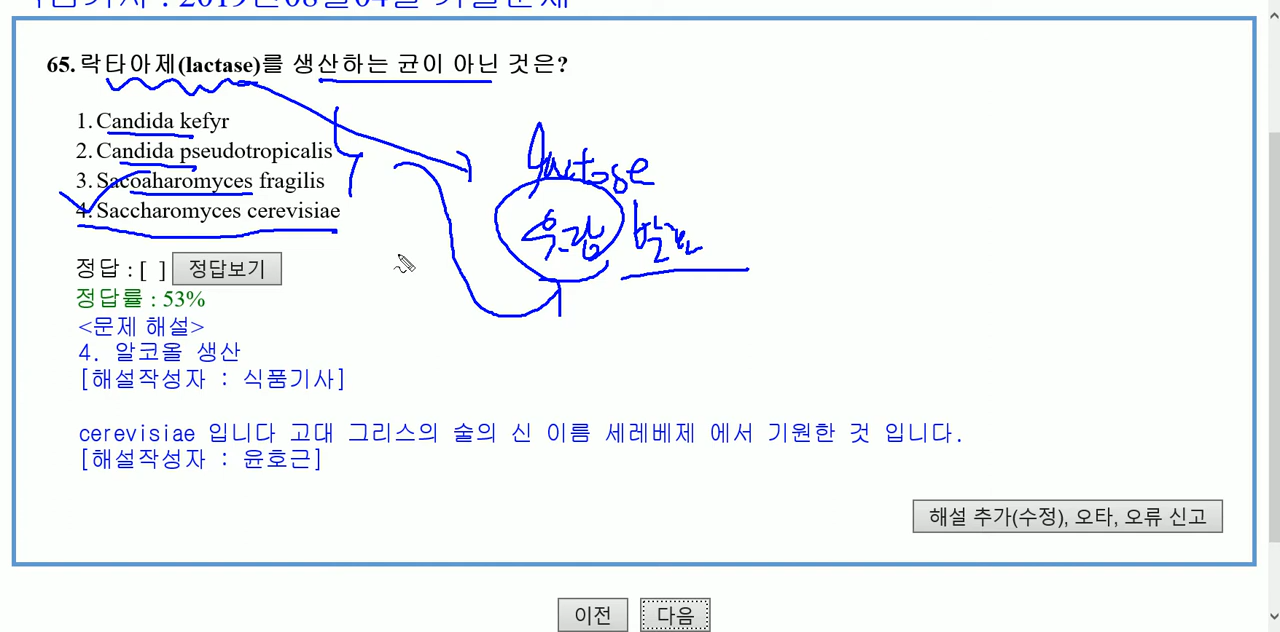 65. 락타아제(lactase)를 생산하는 균이 아닌 것은?
1. Candida kefyr
2. Candida pseudotropicalis
3. Sacoaharomyces fragilis
4. Saccharomyces cerevisiae
lactose
우유
정답 : [ ] 정답보기
정답률 : 53%
<문제 해설>
4. 알코올 생산
[해설작성자 : 식품기사]
cerevisiae 입니다 고대 그리스의 술의 신 이름 세레베제 에서 기원한 것 입니다.
[해설작성자 : 윤호근]
해설 추가(수정), 오타, 오류 신고
이전 다음